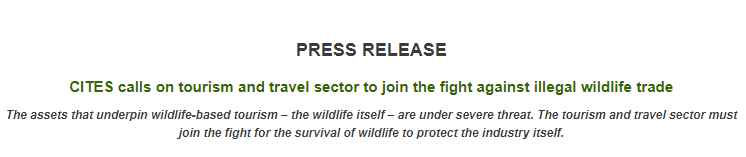 PRESS RELEASE
CITES calls on tourism and travel sector to join the fight against illegal wildlife trade
The assets that underpin wildlife-based tourism – the wildlife itself – are under severe threat. The tourism and travel sector must
join the fight for the survival of wildlife to protect the industry itself.